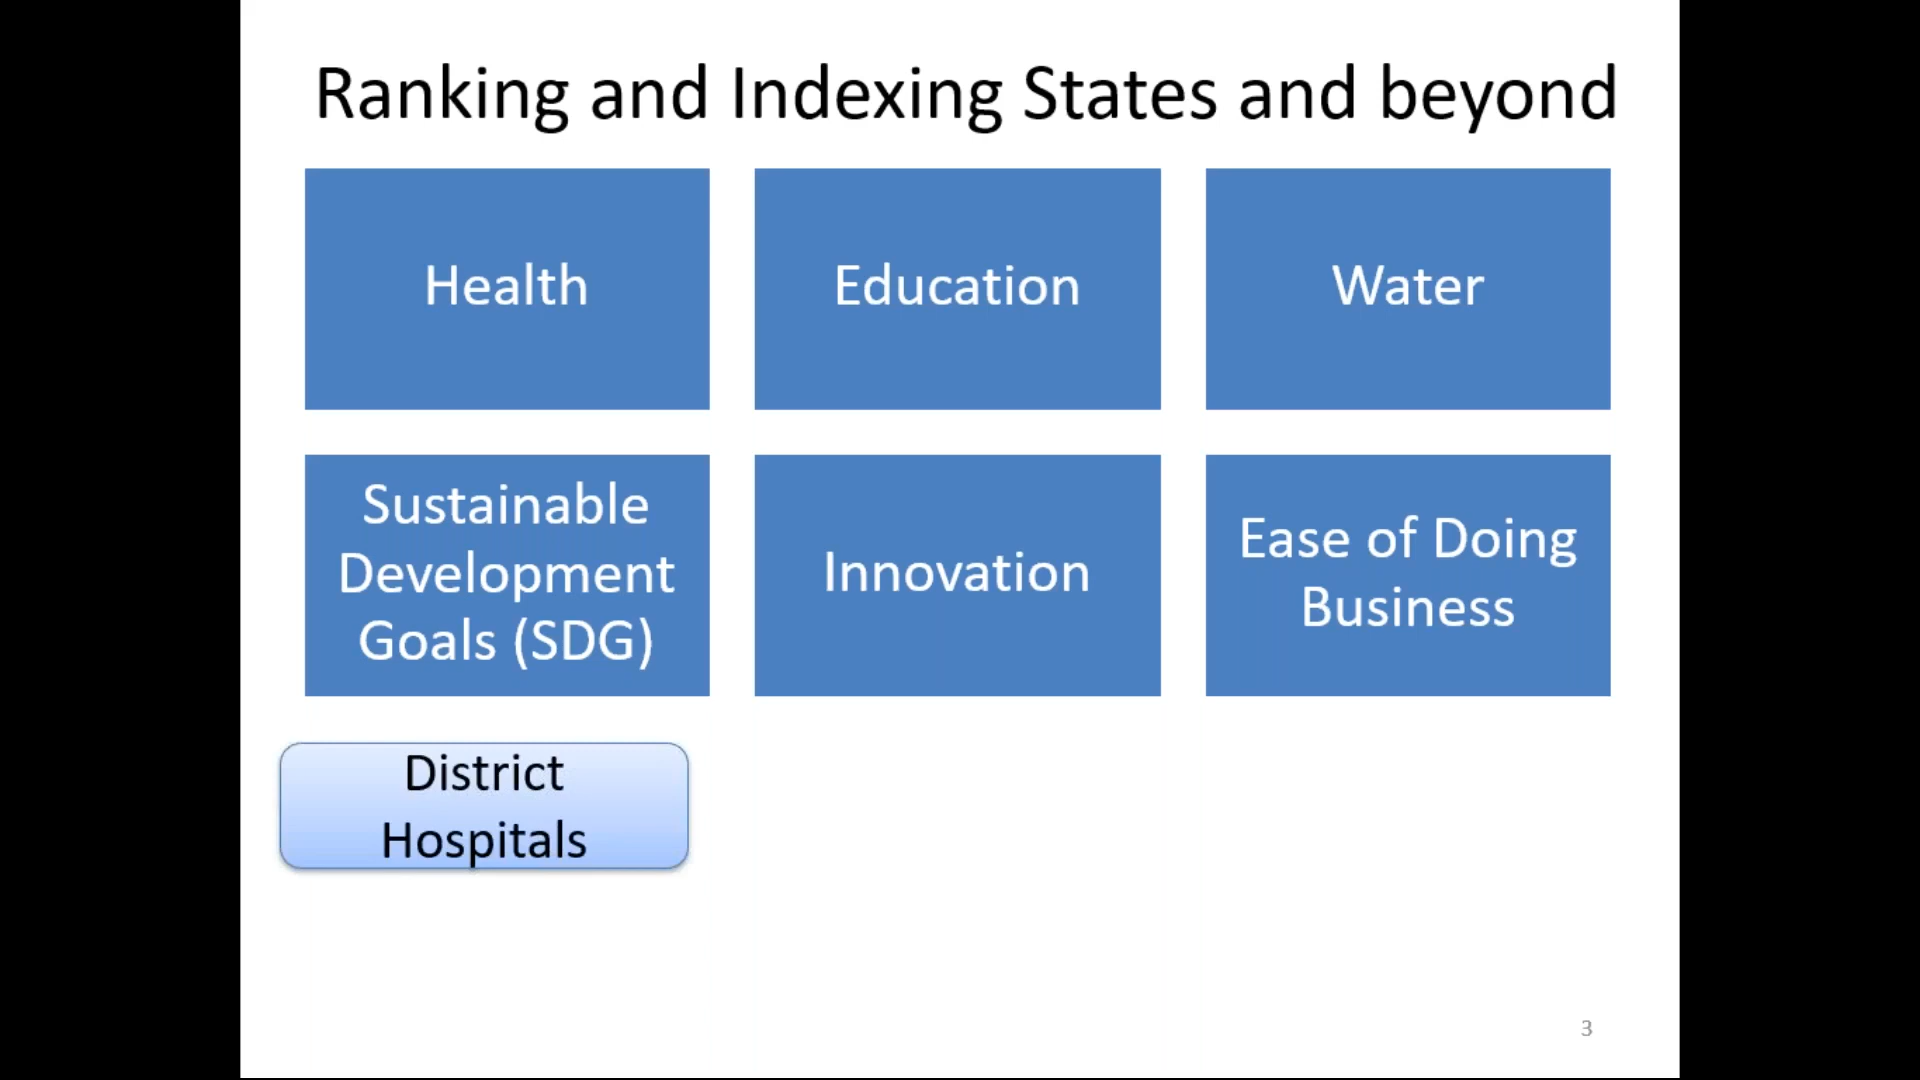 Ranking and Indexing States and beyond
Health
Education
Water
Sustainable
Development
Goals (SDG)
Innovation
Ease of Doing
Business
District
Hospitals
3